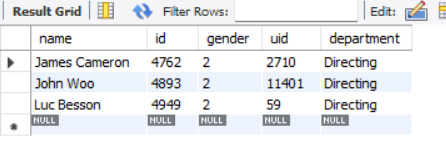 Result Grid Filter Rows: Edit:
name id gender uid department
James Cameron 4762 2 2710 Directing
John Woo 4893 2 11401 Directing
Luc Besson 4949 2 59 Directing
NULL NULL NULL NULL NULL